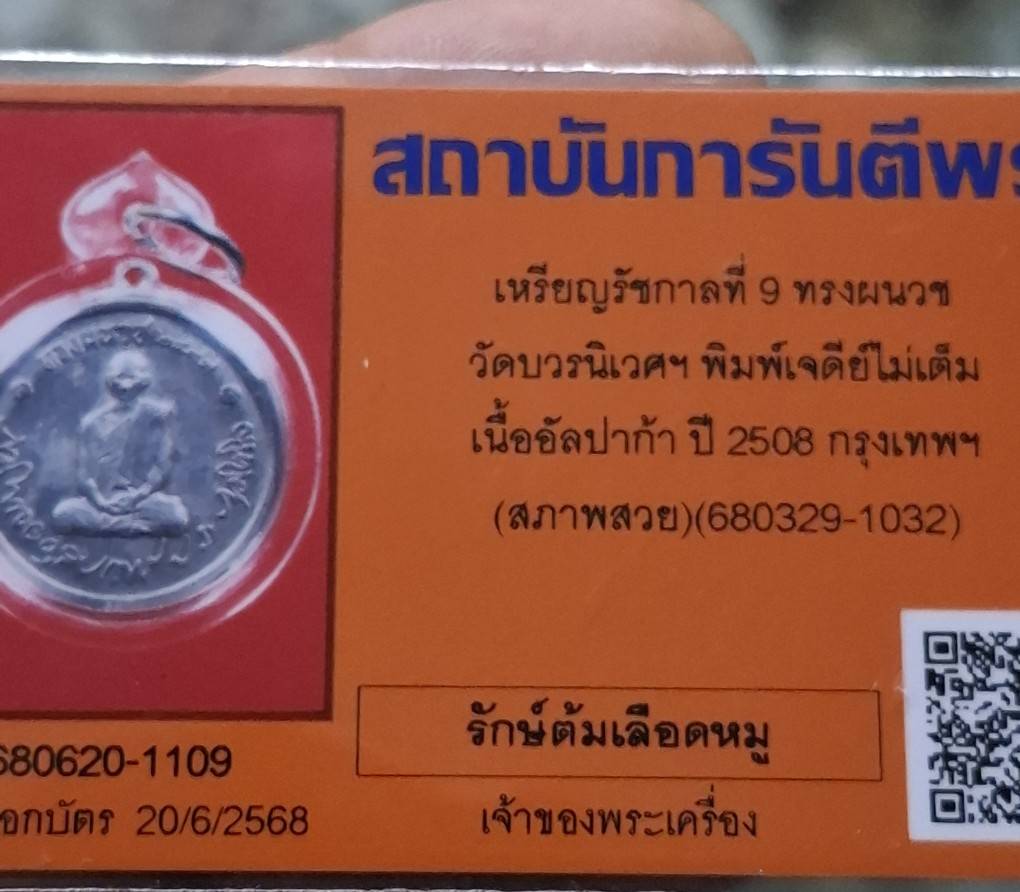 สถาบันการันตีพร
เหรียญรัชกาลที่ 9 ทรงผนวช
วัดบวรนิเวศฯ พิมพ์เจดีย์ไม่เต็ม
เนื้ออัลปาก้า ปี 2508 กรุงเทพฯ
(สภาพสวย)(680329-1032)
รักษ์ต้มเลือดหมู
เจ้าของพระเครื่อง
680620-1109
อกบัตร 20/6/2568